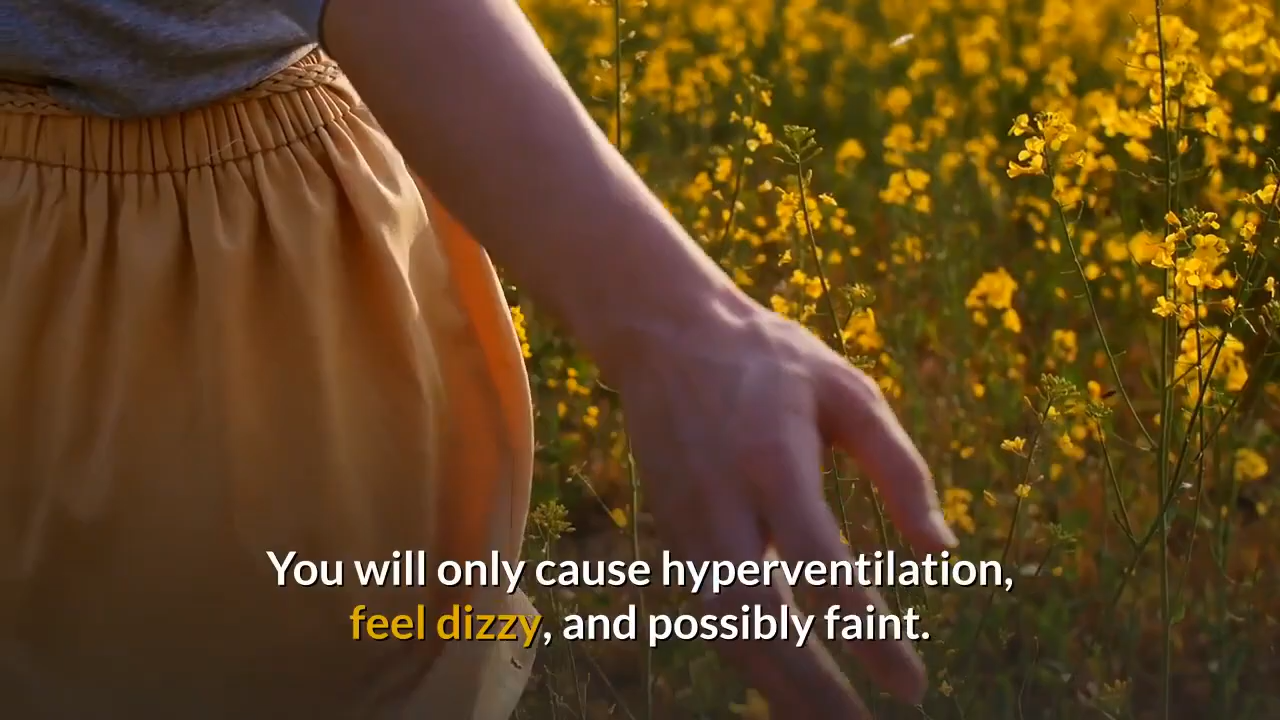 You will only cause hyperventilation,
feel dizzy, and possibly faint.